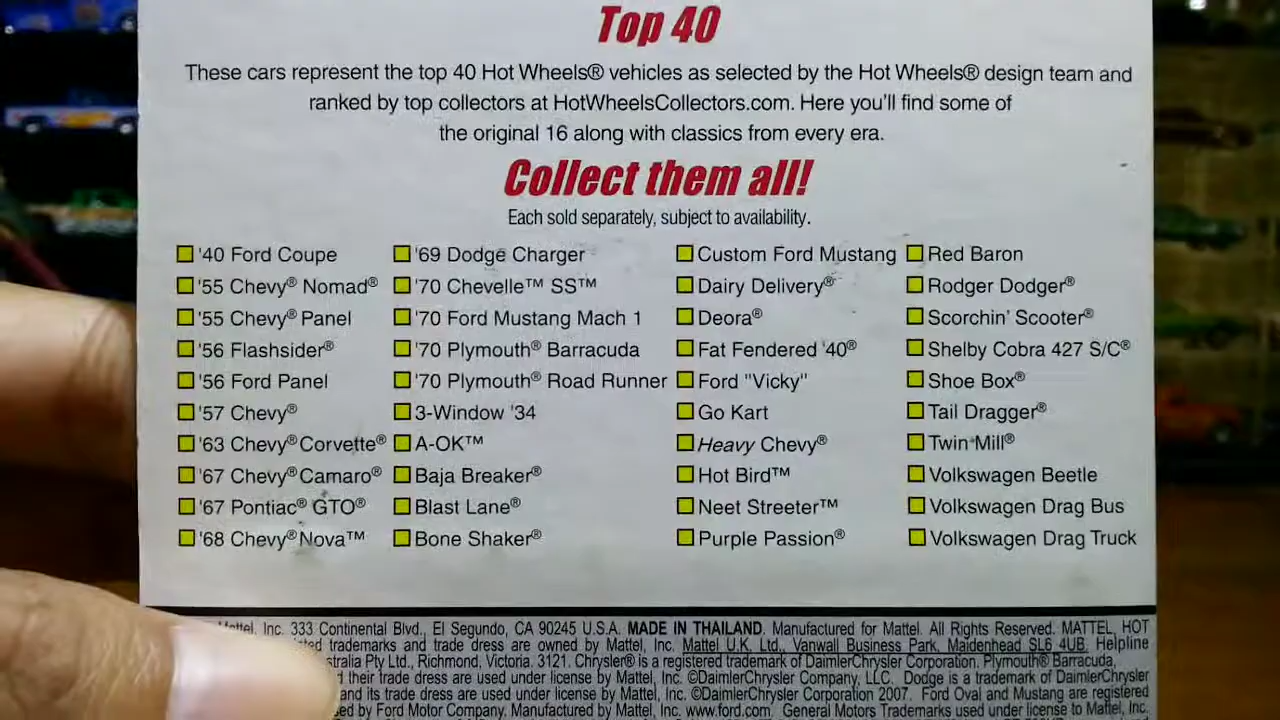 Top 40
These cars represent the top 40 Hot Wheels® vehicles as selected by the Hot Wheels® design team and
ranked by top collectors at HotWheelsCollectors.com. Here you'll find some of
the original 16 along with classics from every era.
Collect them all!
Each sold separately, subject to availability.
'40 Ford Coupe
'55 Chevy® Nomad®
'55 Chevy® Panel
'56 Flashsider®
'56 Ford Panel
'57 Chevy®
'63 Chevy® Corvette®
'67 Chevy® Camaro®
'67 Pontiac® GTO®
'68 Chevy® Nova™
'69 Dodge Charger
'70 Chevelle™ SS™
'70 Ford Mustang Mach 1
'70 Plymouth® Barracuda
'70 Plymouth® Road Runner
3-Window '34
A-OK™
Baja Breaker®
Blast Lane®
Bone Shaker®
Custom Ford Mustang
Dairy Delivery®
Deora®
Fat Fendered '40®
Ford "Vicky"
Go Kart
Heavy Chevy®
Hot Bird™
Neet Streeter™
Purple Passion®
Red Baron
Rodger Dodger®
Scorchin' Scooter®
Shelby Cobra 427 S/C®
Shoe Box®
Tail Dragger®
Twin Mill®
Volkswagen Beetle
Volkswagen Drag Bus
Volkswagen Drag Truck
Mattel, Inc. 333 Continental Blvd., El Segundo, CA 90245 U.S.A. MADE IN THAILAND. Manufactured for Mattel. All Rights Reserved. MATTEL, HOT
trademarks and trade dress are owned by Mattel, Inc. Mattel U.K. Ltd., Vanwall Business Park, Maidenhead SL6 4UB. Helpline
Pty Ltd., Richmond, Victoria. 3121. Chrysler® is a registered trademark of DaimlerChrysler Corporation. Plymouth® Barracuda,
their trade dress are used under license by Mattel, Inc. ©DaimlerChrysler Company, LLC. Dodge is a trademark of DaimlerChrysler
and its trade dress are used under license by Mattel, Inc. ©DaimlerChrysler Corporation 2007. Ford Oval and Mustang are registered
by Ford Motor Company. Manufactured by Mattel, Inc. www.ford.com. General Motors Trademarks used under license to Mattel, Inc.